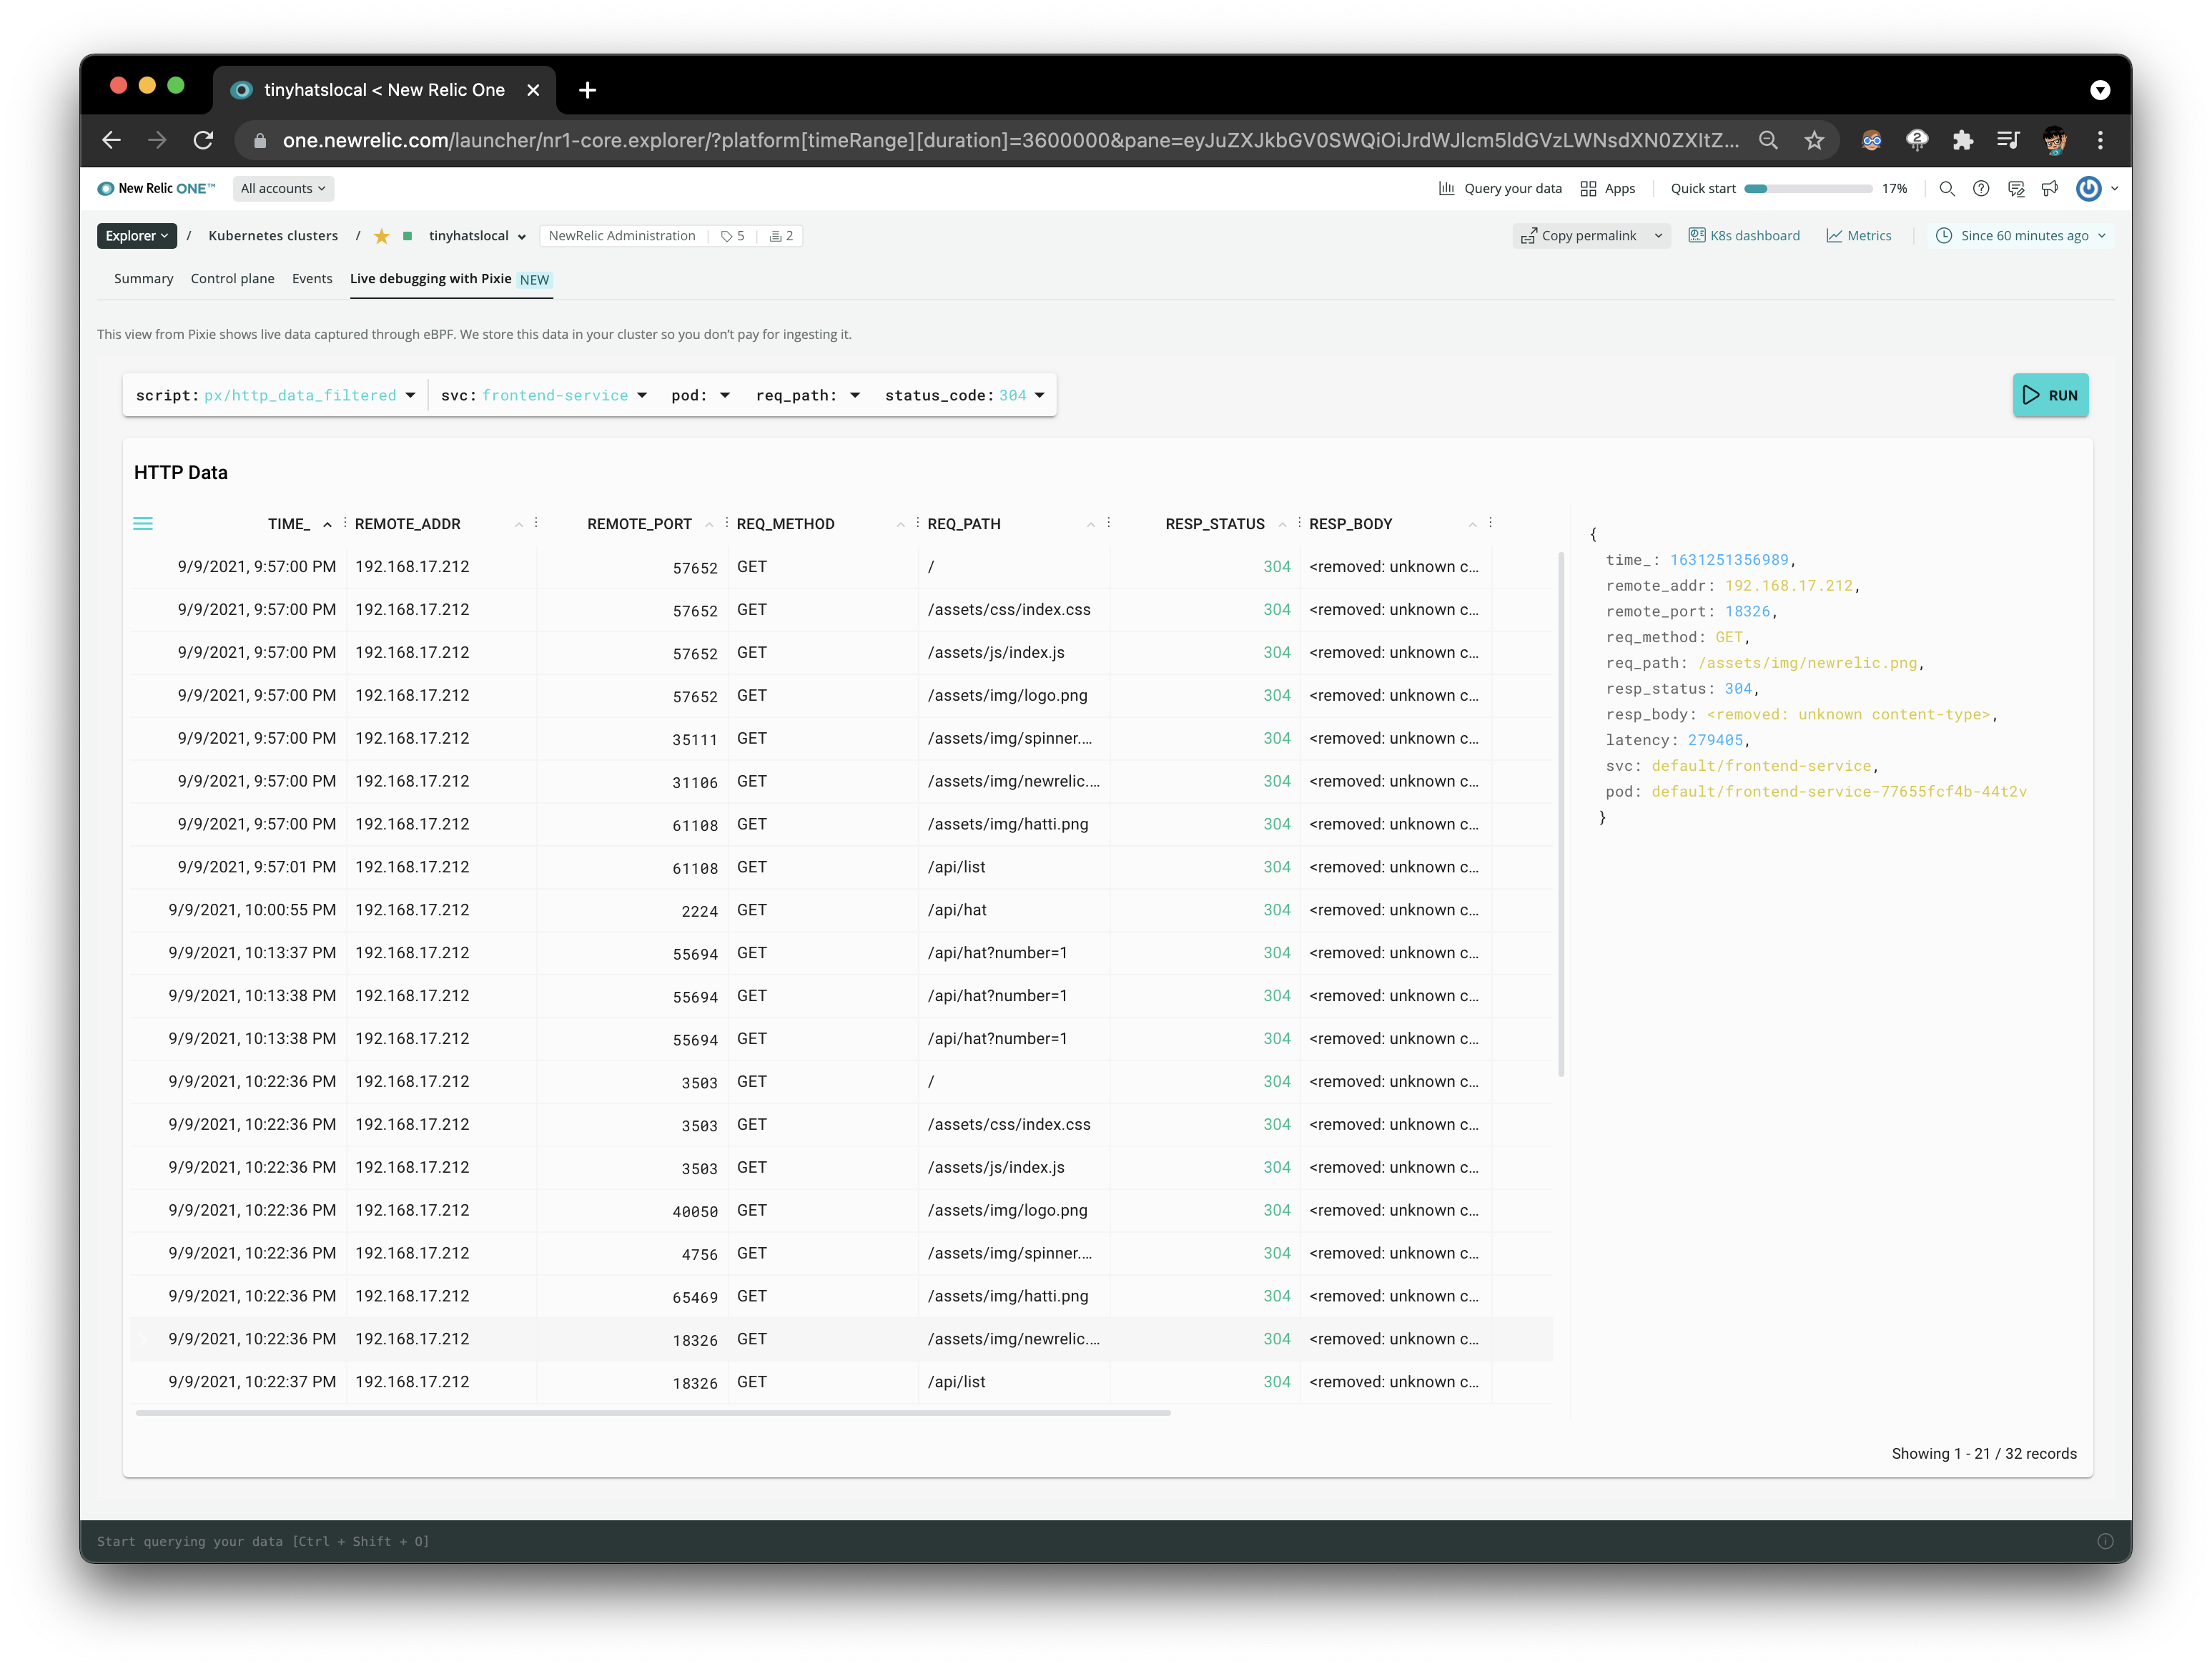 tinyhatslocal < New Relic One
one.newrelic.com/launcher/nr1-core.explorer/?platform[timeRange][duration]=3600000&pane=eyJuZXJkbGV0SWQiOiJrdWJlcm5ldGVzLWNsdXN0ZXItZ...
2
New Relic ONE™ All accounts Query your data Apps Quick start 17%
Explorer / Kubernetes clusters / tinyhatslocal NewRelic Administration 5 2 Copy permalink K8s dashboard Metrics Since 60 minutes ago
Summary Control plane Events Live debugging with Pixie NEW
This view from Pixie shows live data captured through eBPF. We store this data in your cluster so you don't pay for ingesting it.
script: px/http_data_filtered svc: frontend-service pod: req_path: status_code: 304 RUN
HTTP Data
TIME_ REMOTE_ADDR REMOTE_PORT REQ_METHOD REQ_PATH RESP_STATUS RESP_BODY
9/9/2021, 9:57:00 PM 192.168.17.212 57652 GET / 304 <removed: unknown c...
9/9/2021, 9:57:00 PM 192.168.17.212 57652 GET /assets/css/index.css 304 <removed: unknown c...
9/9/2021, 9:57:00 PM 192.168.17.212 57652 GET /assets/js/index.js 304 <removed: unknown c...
9/9/2021, 9:57:00 PM 192.168.17.212 57652 GET /assets/img/logo.png 304 <removed: unknown c...
9/9/2021, 9:57:00 PM 192.168.17.212 35111 GET /assets/img/spinner.... 304 <removed: unknown c...
9/9/2021, 9:57:00 PM 192.168.17.212 31106 GET /assets/img/newrelic.... 304 <removed: unknown c...
9/9/2021, 9:57:00 PM 192.168.17.212 61108 GET /assets/img/hatti.png 304 <removed: unknown c...
9/9/2021, 9:57:01 PM 192.168.17.212 61108 GET /api/list 304 <removed: unknown c...
9/9/2021, 10:00:55 PM 192.168.17.212 2224 GET /api/hat 304 <removed: unknown c...
9/9/2021, 10:13:37 PM 192.168.17.212 55694 GET /api/hat?number=1 304 <removed: unknown c...
9/9/2021, 10:13:38 PM 192.168.17.212 55694 GET /api/hat?number=1 304 <removed: unknown c...
9/9/2021, 10:13:38 PM 192.168.17.212 55694 GET /api/hat?number=1 304 <removed: unknown c...
9/9/2021, 10:22:36 PM 192.168.17.212 3503 GET / 304 <removed: unknown c...
9/9/2021, 10:22:36 PM 192.168.17.212 3503 GET /assets/css/index.css 304 <removed: unknown c...
9/9/2021, 10:22:36 PM 192.168.17.212 3503 GET /assets/js/index.js 304 <removed: unknown c...
9/9/2021, 10:22:36 PM 192.168.17.212 40050 GET /assets/img/logo.png 304 <removed: unknown c...
9/9/2021, 10:22:36 PM 192.168.17.212 4756 GET /assets/img/spinner.... 304 <removed: unknown c...
9/9/2021, 10:22:36 PM 192.168.17.212 65469 GET /assets/img/hatti.png 304 <removed: unknown c...
9/9/2021, 10:22:36 PM 192.168.17.212 18326 GET /assets/img/newrelic.... 304 <removed: unknown c...
9/9/2021, 10:22:37 PM 192.168.17.212 18326 GET /api/list 304 <removed: unknown c...
{
time_: 1631251356989,
remote_addr: 192.168.17.212,
remote_port: 18326,
req_method: GET,
req_path: /assets/img/newrelic.png,
resp_status: 304,
resp_body: <removed: unknown content-type>,
latency: 279405,
svc: default/frontend-service,
pod: default/frontend-service-77655fcf4b-44t2v
}
Showing 1 - 21 / 32 records
Start querying your data [Ctrl + Shift + O]